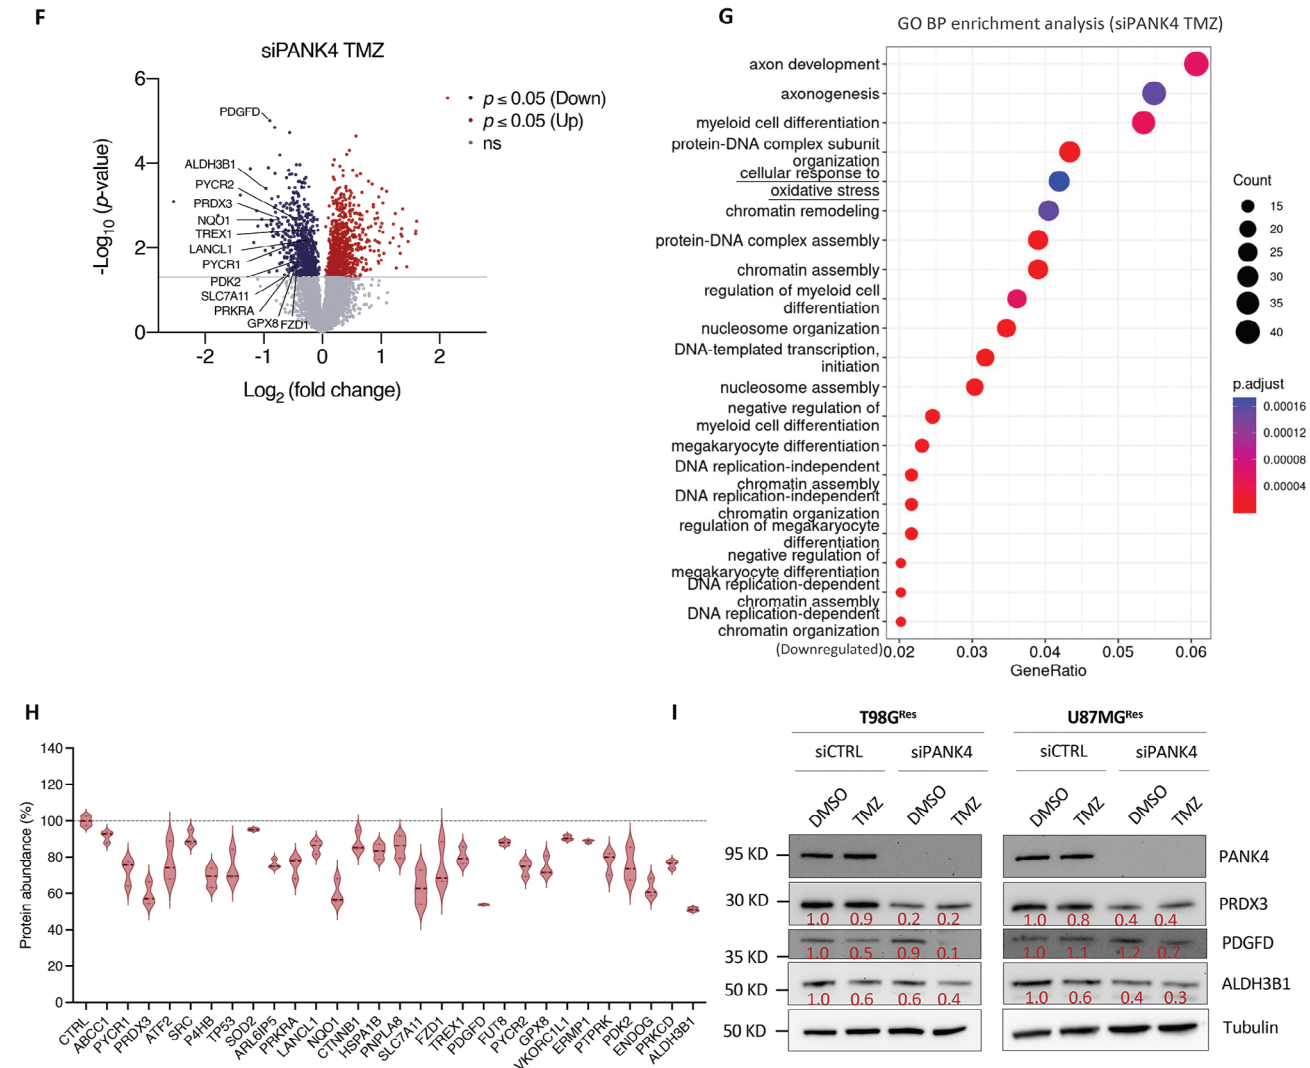 F
siPANK4 TMZ
p ≤ 0.05 (Down)
p ≤ 0.05 (Up)
ns
6
4
2
0
-Log10 (p-value)
PDGFD
ALDH3B1
PYCR2
PRDX3
NQO1
TREX1
LANCL1
PYCR1
PDK2
SLC7A11
PRKRA
GPX8
FZD1
-2 -1 0 1 2
Log2 (fold change)
G
GO BP enrichment analysis (siPANK4 TMZ)
axon development
axonogenesis
myeloid cell differentiation
protein-DNA complex subunit
organization
cellular response to
oxidative stress
chromatin remodeling
protein-DNA complex assembly
chromatin assembly
regulation of myeloid cell
differentiation
nucleosome organization
DNA-templated transcription,
initiation
nucleosome assembly
negative regulation of
myeloid cell differentiation
megakaryocyte differentiation
DNA replication-independent
chromatin assembly
DNA replication-independent
chromatin organization
regulation of megakaryocyte
differentiation
negative regulation of
megakaryocyte differentiation
DNA replication-dependent
chromatin assembly
DNA replication-dependent
chromatin organization
(Downregulated)
0.02 0.03 0.04 0.05 0.06
GeneRatio
Count
15
20
25
30
35
40
p.adjust
0.00016
0.00012
0.00008
0.00004
H
Protein abundance (%)
140
120
100
80
60
40
20
0
CTRL
ABCC1
PYCR1
PRDX3
ATF2
SRC
P4HB
TP53
SOD2
ARL6IP5
PRKRA
LANCL1
NQO1
CTNNB1
HSPA1B
PNPLA8
SLC7A11
FZD1
TREX1
PDGFD
FUT8
PYCR2
GPX8
VKORC1L1
ERMP1
PTPRK
PDK2
ENDOG
PRKCD
ALDH3B1
I
T98GRes U87MGRes
siCTRL siPANK4 siCTRL siPANK4
DMSO TMZ DMSO TMZ DMSO TMZ DMSO TMZ
95 KD PANK4
30 KD PRDX3
1.0 0.9 0.2 0.2 1.0 0.8 0.4 0.4
35 KD PDGFD
1.0 0.5 0.9 0.1 1.0 1.1 1.2 0.7
50 KD ALDH3B1
1.0 0.6 0.6 0.4 1.0 0.6 0.4 0.3
50 KD Tubulin